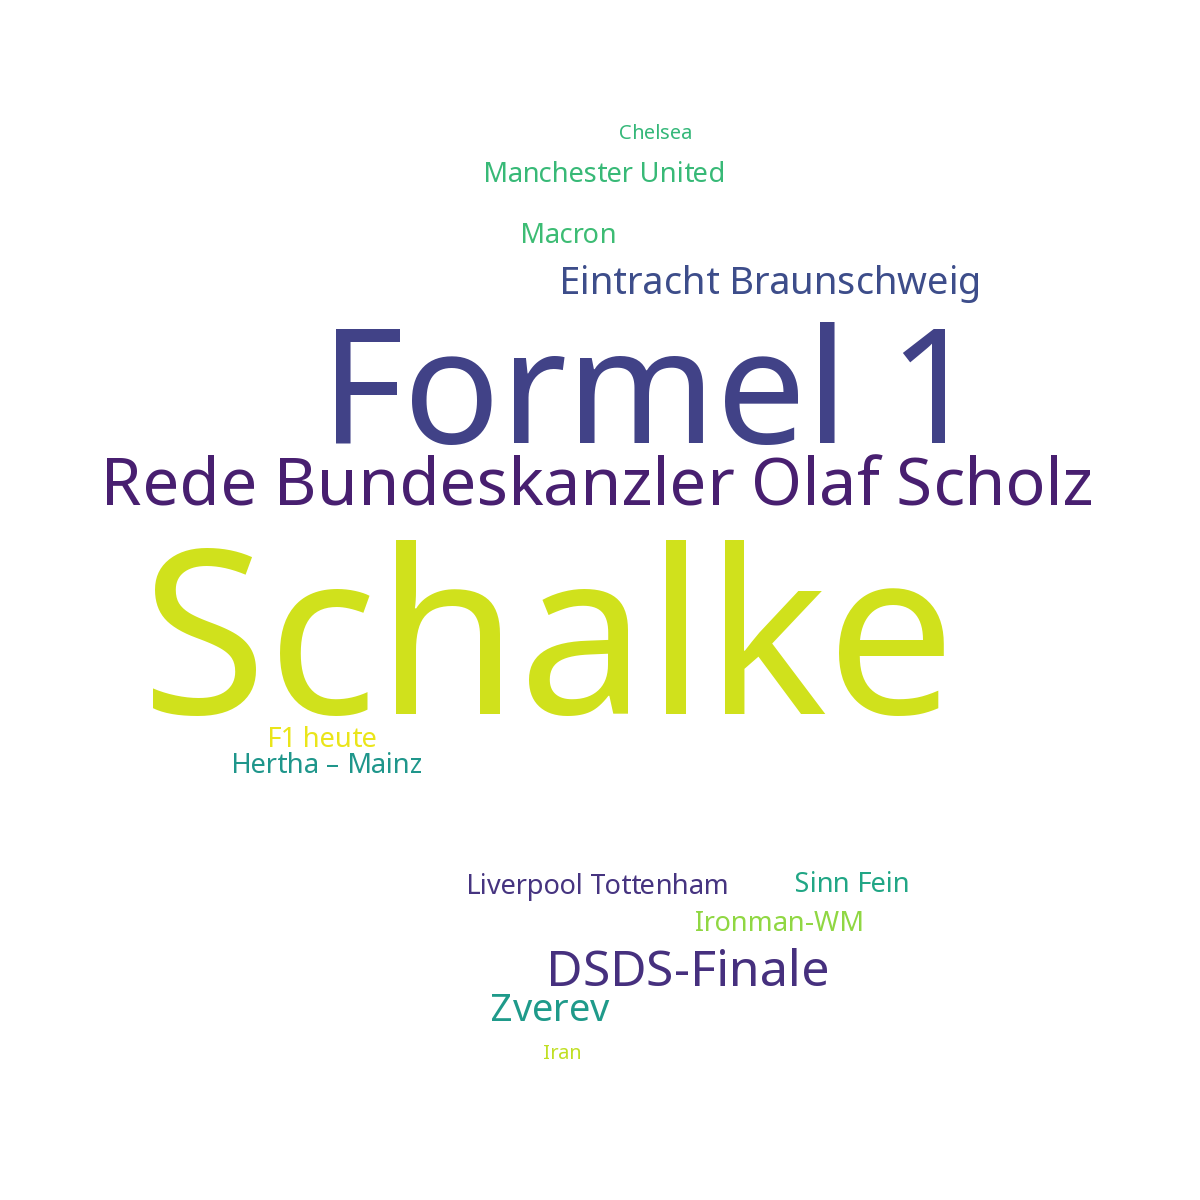 Chelsea
Manchester United
Macron
Eintracht Braunschweig
Formel 1
Rede Bundeskanzler Olaf Scholz
Schalke
F1 heute
Hertha – Mainz
Liverpool Tottenham
Sinn Fein
Ironman-WM
DSDS-Finale
Zverev
Iran